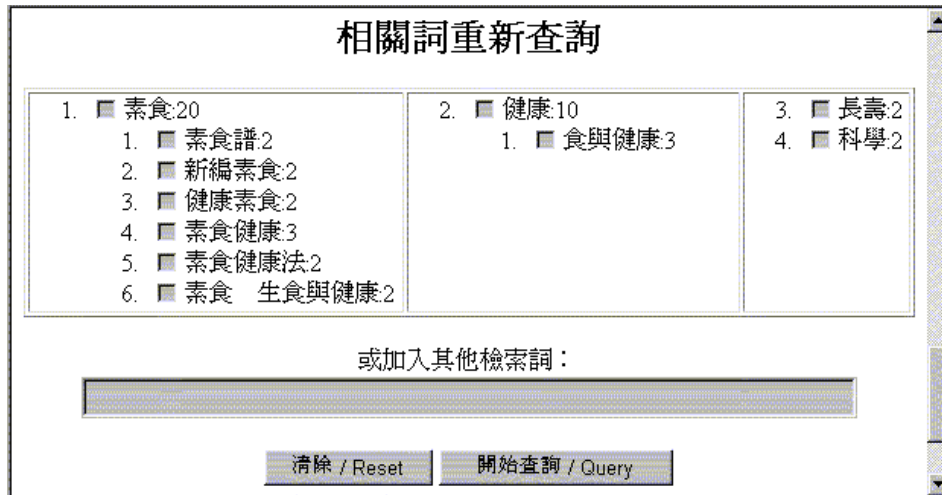 相關詞重新查詢
1. 素食:20
1. 素食譜:2
2. 新編素食:2
3. 健康素食:2
4. 素食健康:3
5. 素食健康法:2
6. 素食　生食與健康:2
2. 健康:10
1. 食與健康:3
3. 長壽:2
4. 科學:2
或加入其他檢索詞：
清除 / Reset 開始查詢 / Query